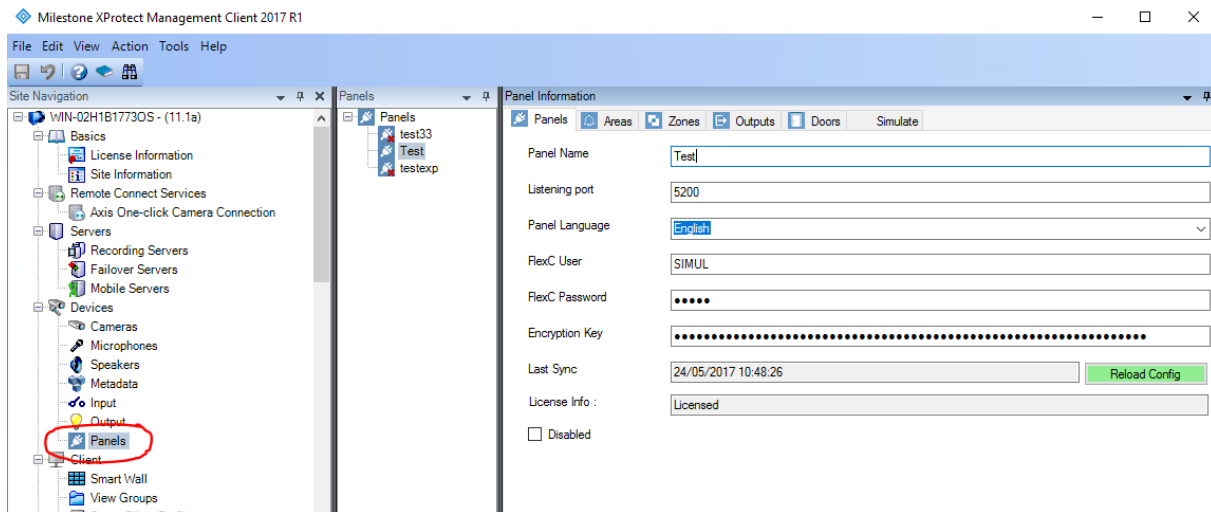 Milestone XProtect Management Client 2017 R1
File Edit View Action Tools Help
Site Navigation
WIN-02H1B1773OS - (11.1a)
Basics
License Information
Site Information
Remote Connect Services
Axis One-click Camera Connection
Servers
Recording Servers
Failover Servers
Mobile Servers
Devices
Cameras
Microphones
Speakers
Metadata
Input
Output
Panels
Client
Smart Wall
View Groups
Panels
Panels
test33
Test
testexp
Panel Information
Panels Areas Zones Outputs Doors Simulate
Panel Name Test
Listening port 5200
Panel Language English
FlexC User SIMUL
FlexC Password •••••
Encryption Key ••••••••••••••••••••••••••••••••••••••••••••••••••••••••••••••••
Last Sync 24/05/2017 10:48:26 Reload Config
License Info : Licensed
Disabled